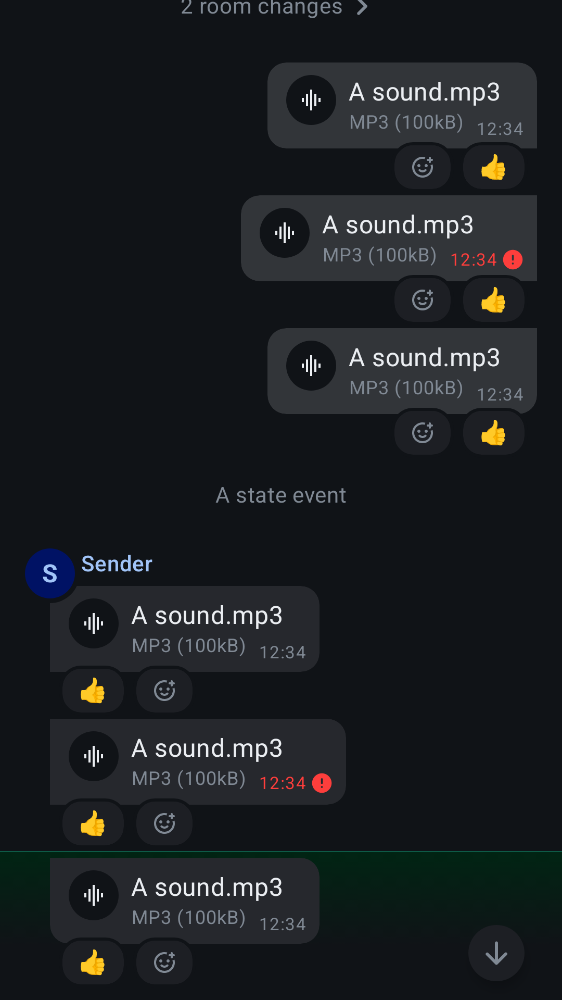 2 room changes
A sound.mp3
MP3 (100kB) 12:34
👍
A sound.mp3
MP3 (100kB) 12:34
👍
A sound.mp3
MP3 (100kB) 12:34
👍
A state event
S Sender
A sound.mp3
MP3 (100kB) 12:34
👍
A sound.mp3
MP3 (100kB) 12:34
👍
A sound.mp3
MP3 (100kB) 12:34
👍